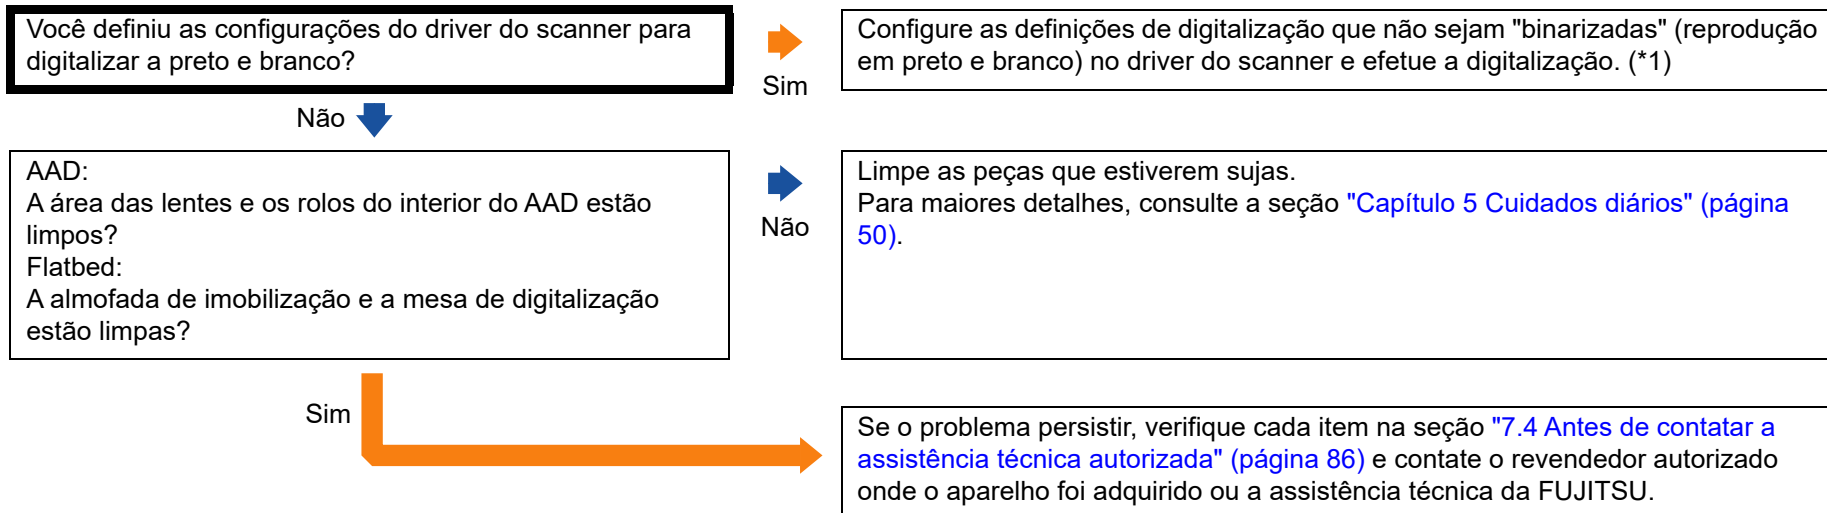 Você definiu as configurações do driver do scanner para
digitalizar a preto e branco?
Sim
Configure as definições de digitalização que não sejam "binarizadas" (reprodução
em preto e branco) no driver do scanner e efetue a digitalização. (*1)
Não
AAD:
A área das lentes e os rolos do interior do AAD estão
limpos?
Flatbed:
A almofada de imobilização e a mesa de digitalização
estão limpas?
Não
Limpe as peças que estiverem sujas.
Para maiores detalhes, consulte a seção "Capítulo 5 Cuidados diários" (página
50).
Sim
Se o problema persistir, verifique cada item na seção "7.4 Antes de contatar a
assistência técnica autorizada" (página 86) e contate o revendedor autorizado
onde o aparelho foi adquirido ou a assistência técnica da FUJITSU.